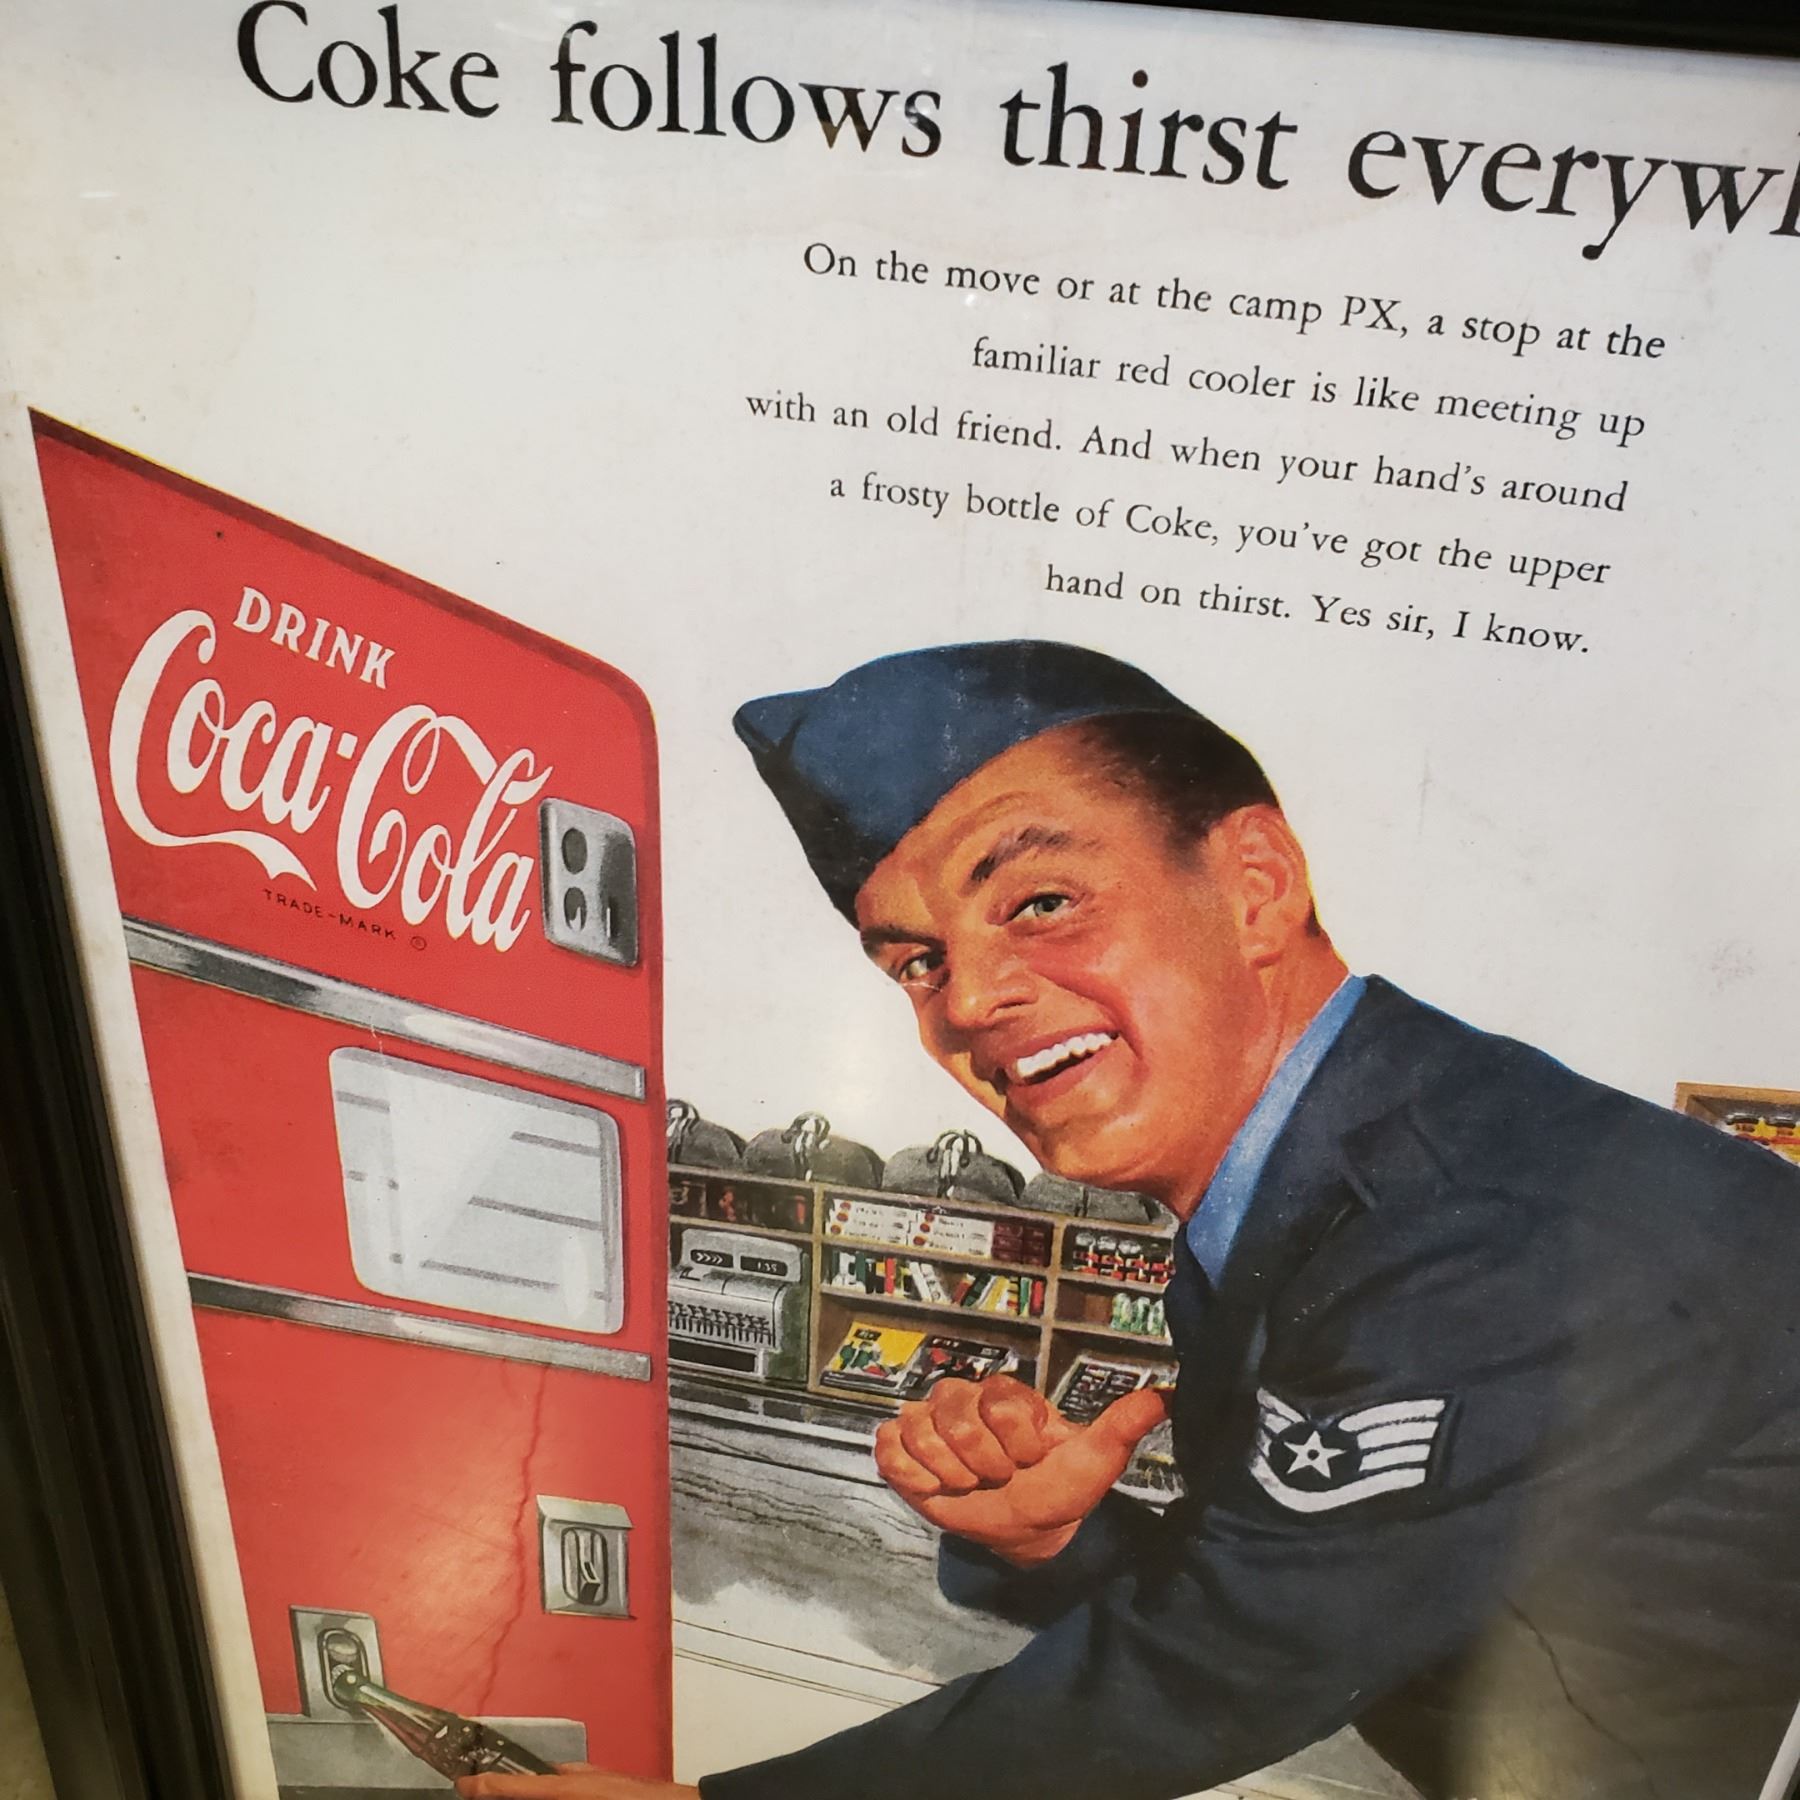 Coke follows thirst everywh
On the move or at the camp PX, a stop at the
familiar red cooler is like meeting up
with an old friend. And when your hand's around
a frosty bottle of Coke, you've got the upper
hand on thirst. Yes sir, I know.
DRINK
Coca-Cola
TRADE-MARK ®